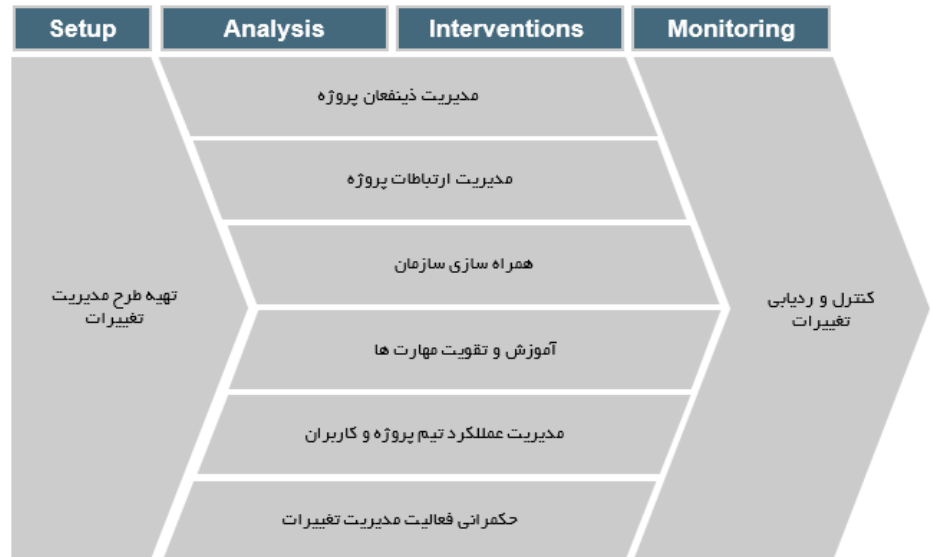 Setup
Analysis
Interventions
Monitoring
مدیریت ذینفعان پروژه
مدیریت ارتباطات پروژه
همراه سازی سازمان
تهیه طرح مدیریت
تغییرات
کنترل و ردیابی
تغییرات
آموزش و تقویت مهارت ها
مدیریت عمللکرد تیم پروژه و کاربران
حکمرانی فعالیت مدیریت تغییرات